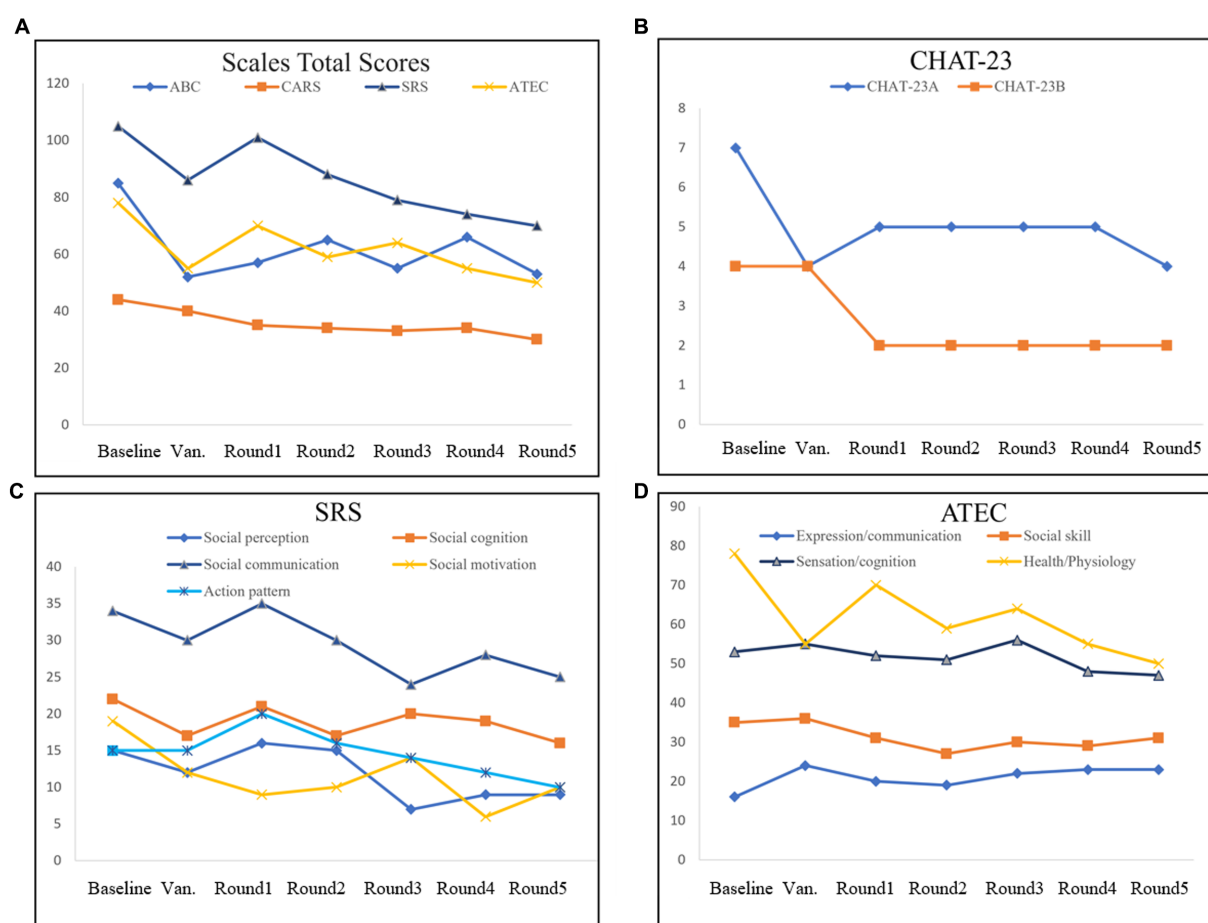 A
Scales Total Scores
ABC CARS SRS ATEC
120
100
80
60
40
20
0
Baseline Van. Round1 Round2 Round3 Round4 Round5
B
CHAT-23
CHAT-23A CHAT-23B
8
7
6
5
4
3
2
1
0
Baseline Van. Round1 Round2 Round3 Round4 Round5
C
SRS
Social perception Social cognition
Social communication Social motivation
Action pattern
40
35
30
25
20
15
10
5
0
Baseline Van. Round1 Round2 Round3 Round4 Round5
D
ATEC
Expression/communication Social skill
Sensation/cognition Health/Physiology
90
80
70
60
50
40
30
20
10
0
Baseline Van. Round1 Round2 Round3 Round4 Round5